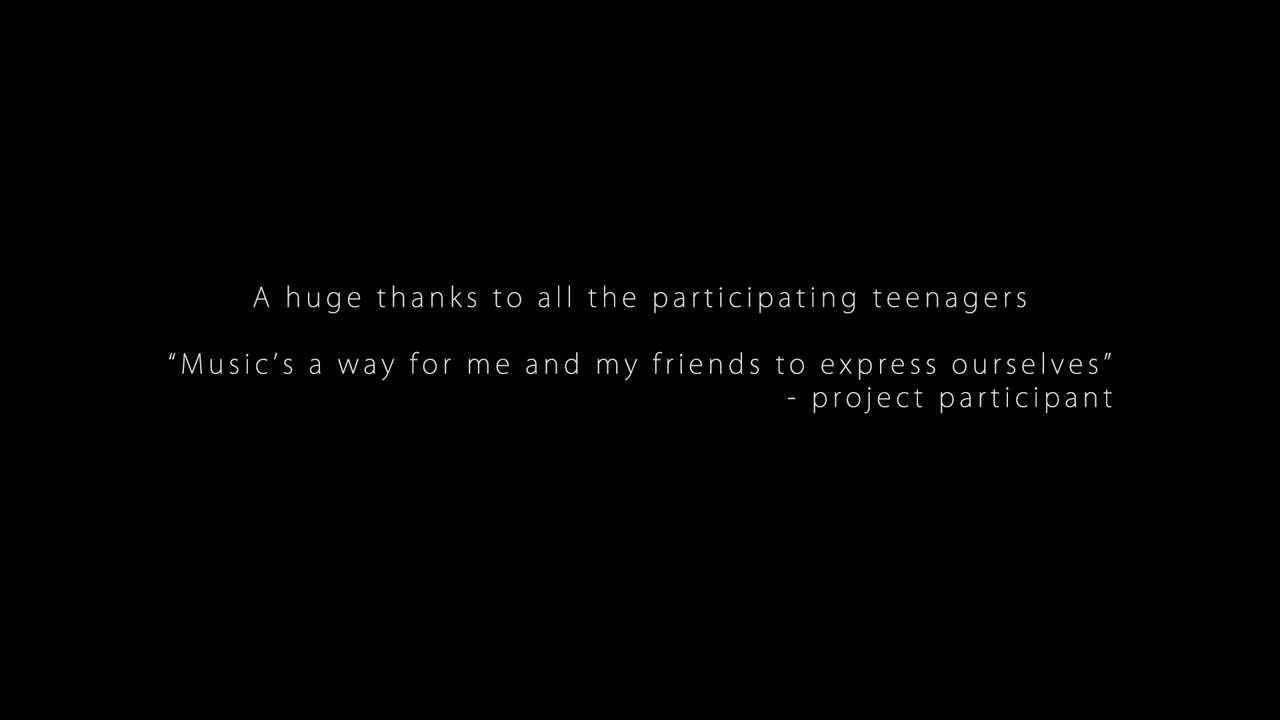 A huge thanks to all the participating teenagers
“Music’s a way for me and my friends to express ourselves”
- project participant